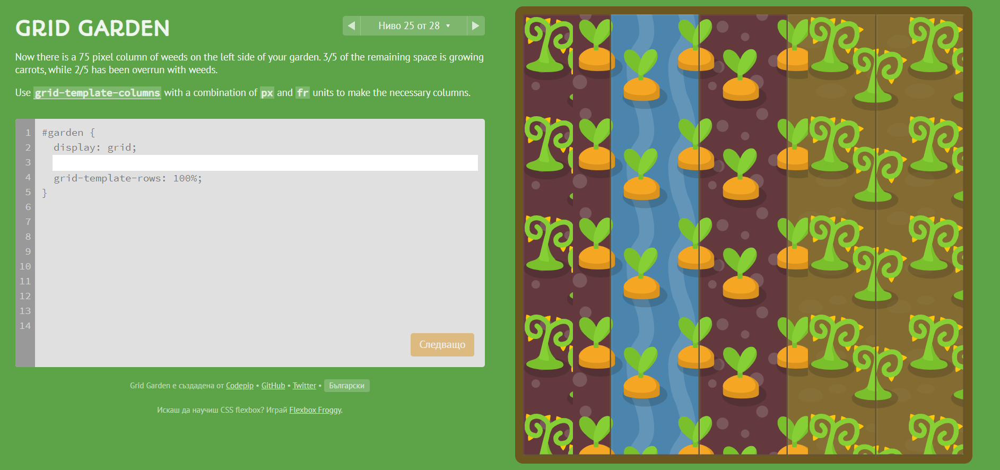 GRID GARDEN
Ниво 25 от 28
Now there is a 75 pixel column of weeds on the left side of your garden. 3/5 of the remaining space is growing
carrots, while 2/5 has been overrun with weeds.
Use grid-template-columns with a combination of px and fr units to make the necessary columns.
1 #garden {
2 display: grid;
3
4 grid-template-rows: 100%;
5 }
6
7
8
9
10
11
12
13
14
Следващо
Grid Garden е създадена от Codepip • GitHub • Twitter • Български
Искаш да научиш CSS flexbox? Играй Flexbox Froggy.